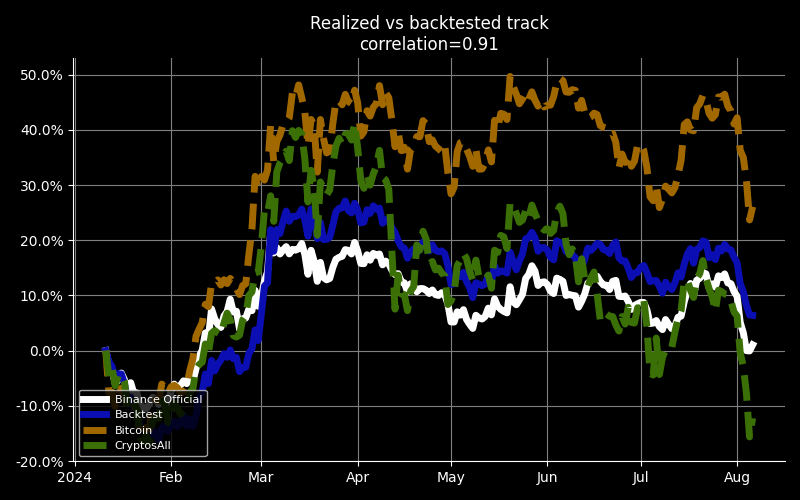 Realized vs backtested track
correlation=0.91
50.0%
40.0%
30.0%
20.0%
10.0%
0.0%
-10.0%
-20.0%
Binance Official
Backtest
Bitcoin
CryptosAll
2024 Feb Mar Apr May Jun Jul Aug